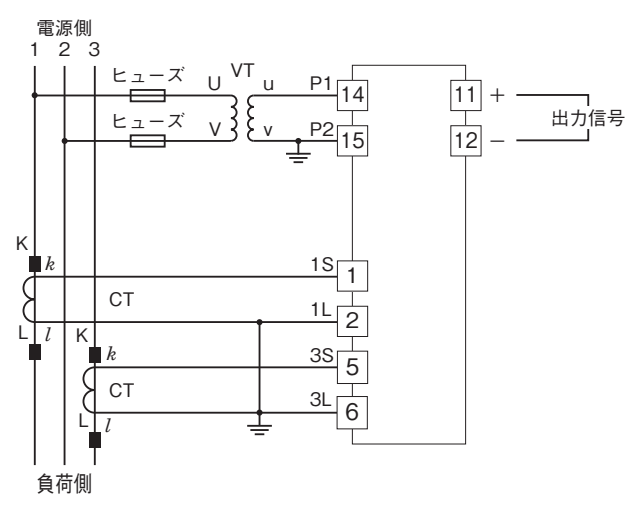 電源側
1 2 3
ヒューズ U VT u P1 14 11 +
ヒューズ V v P2 15 12 − 出力信号
K k 1S 1
CT
L l 1L 2
K k 3S 5
CT
L l 3L 6
負荷側